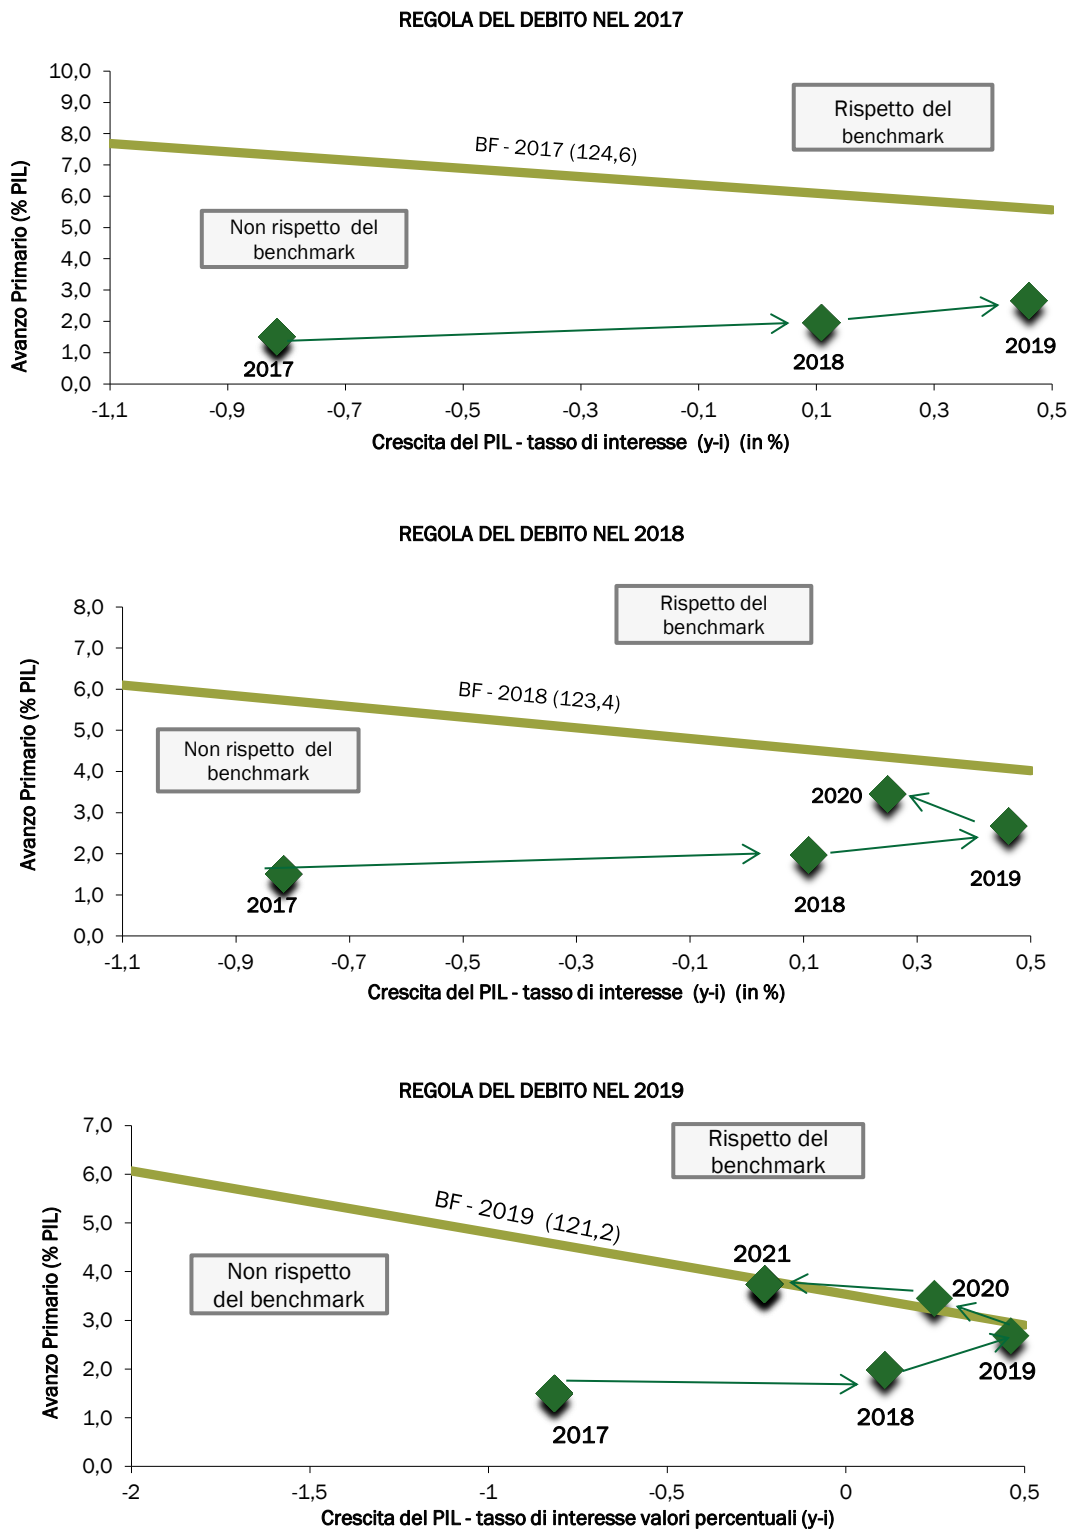 REGOLA DEL DEBITO NEL 2017
10,0
9,0
8,0
7,0
6,0
5,0
4,0
3,0
2,0
1,0
0,0
Avanzo Primario (% PIL)
Rispetto del
benchmark
BF - 2017 (124,6)
Non rispetto del
benchmark
2017
2018
2019
-1,1
-0,9
-0,7
-0,5
-0,3
-0,1
0,1
0,3
0,5
Crescita del PIL - tasso di interesse (y-i) (in %)
REGOLA DEL DEBITO NEL 2018
8,0
7,0
6,0
5,0
4,0
3,0
2,0
1,0
0,0
Avanzo Primario (% PIL)
Rispetto del
benchmark
BF - 2018 (123,4)
Non rispetto del
benchmark
2020
2019
2017
2018
-1,1
-0,9
-0,7
-0,5
-0,3
-0,1
0,1
0,3
0,5
Crescita del PIL - tasso di interesse (y-i) (in %)
REGOLA DEL DEBITO NEL 2019
7,0
6,0
5,0
4,0
3,0
2,0
1,0
0,0
Avanzo Primario (% PIL)
Rispetto del
benchmark
BF - 2019 (121,2)
Non rispetto
del benchmark
2021
2020
2019
2018
2017
-2
-1,5
-1
-0,5
0
0,5
Crescita del PIL - tasso di interesse valori percentuali (y-i)